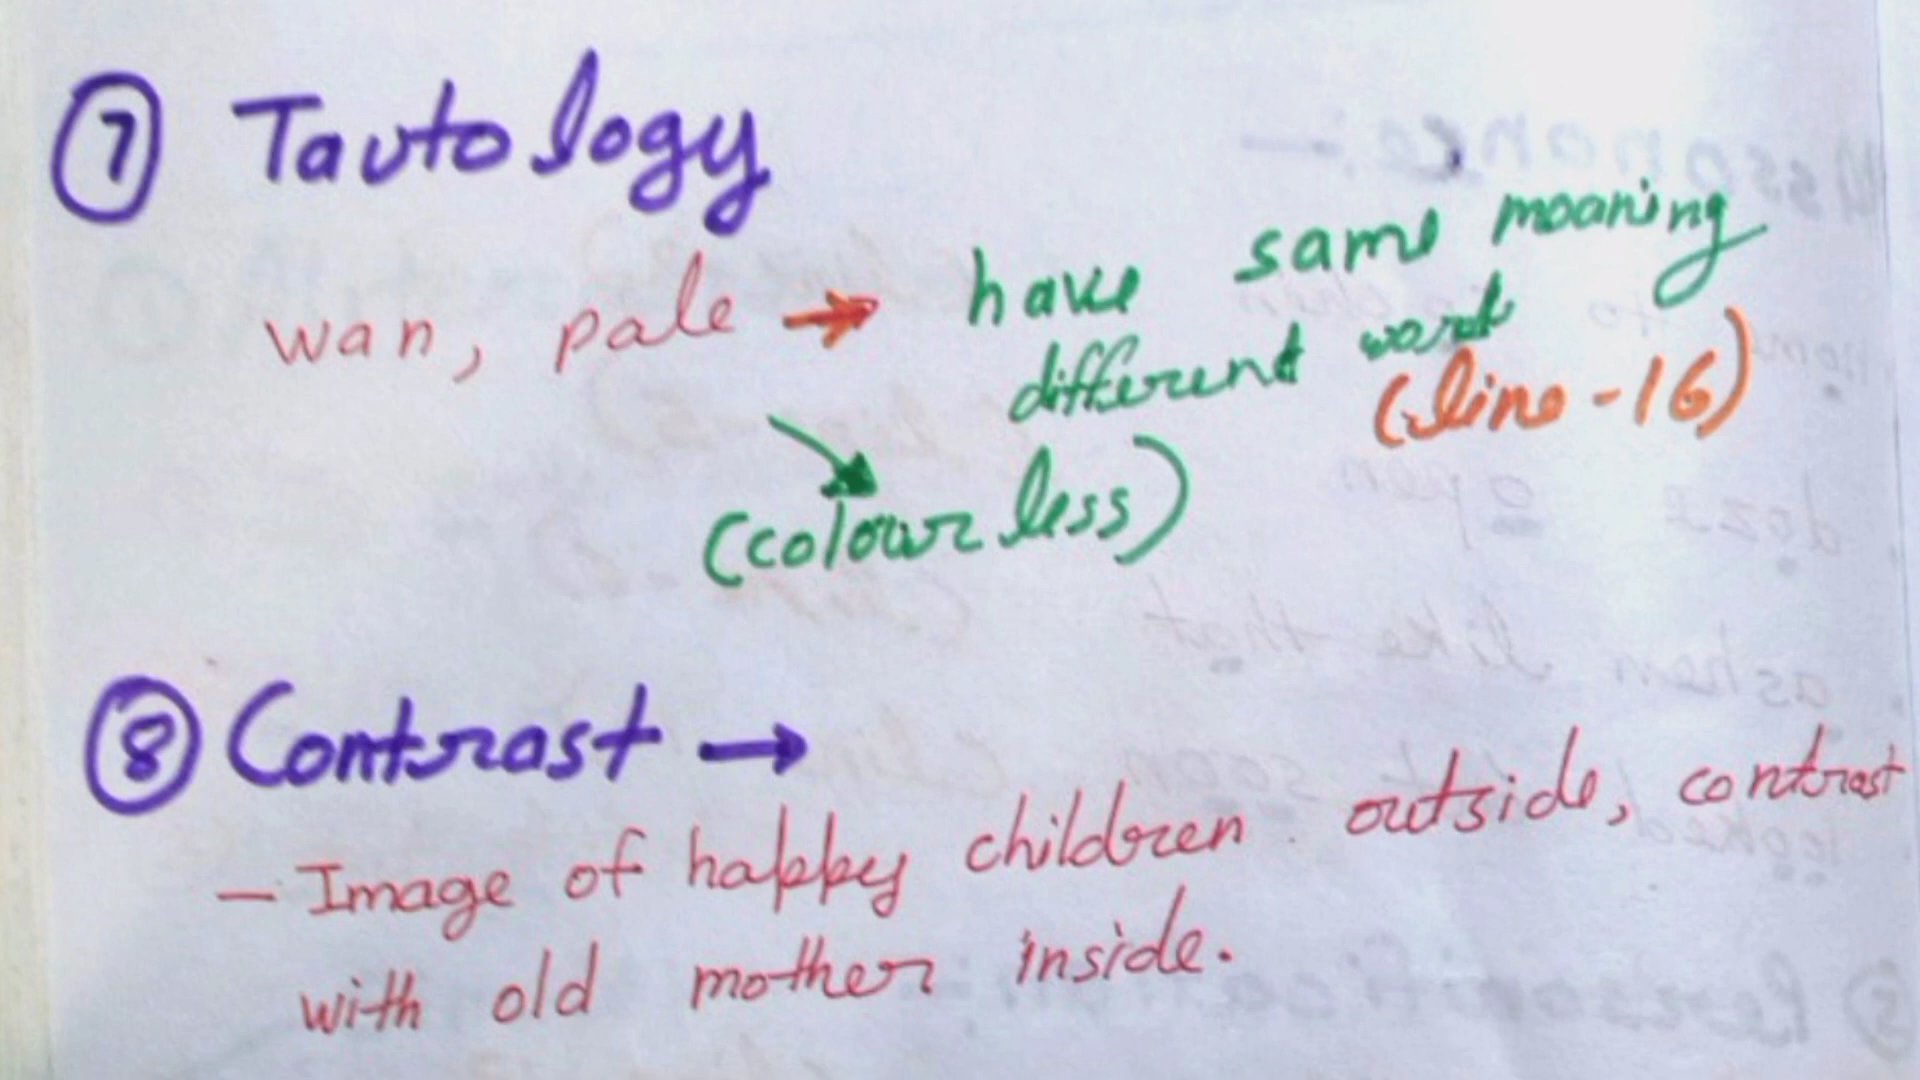 ⑦ Tautology
wan, pale → have same meaning
different word
(line-16)
(colourless)
⑧ Contrast →
– Image of happy children outside, contrast
with old mother inside.